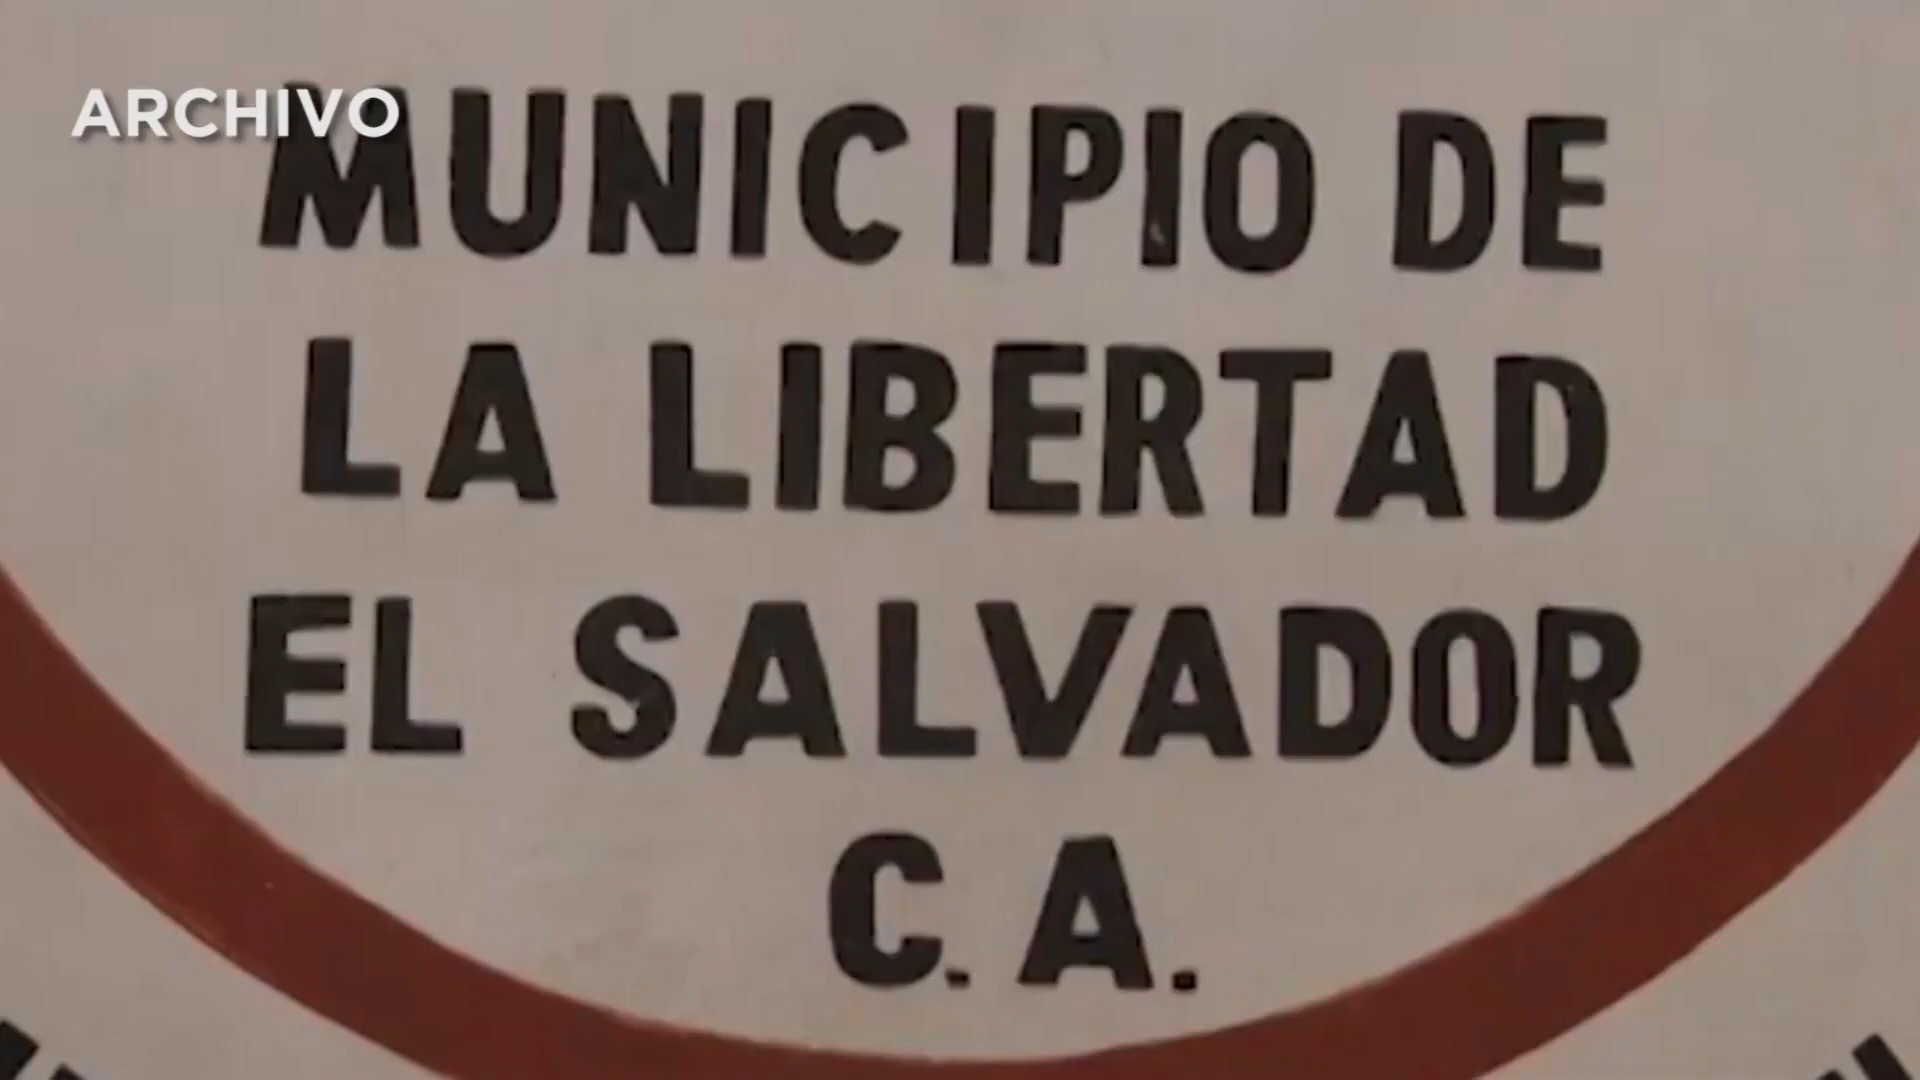 ARCHIVO
MUNICIPIO DE
LA LIBERTAD
EL SALVADOR
C. A.